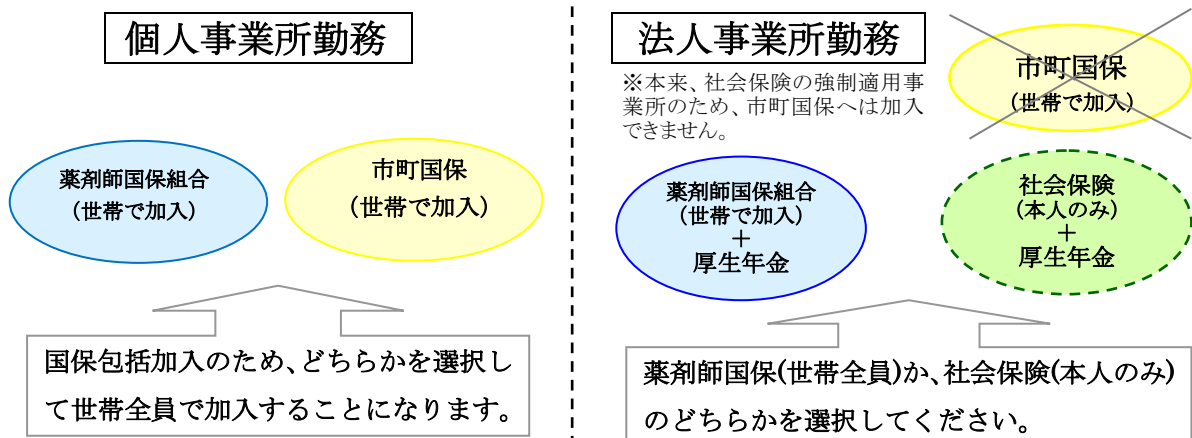 個人事業所勤務
薬剤師国保組合
（世帯で加入）
市町国保
（世帯で加入）
国保包括加入のため、どちらかを選択し
て世帯全員で加入することになります。
法人事業所勤務
※本来、社会保険の強制適用事
業所のため、市町国保へは加入
できません。
市町国保
（世帯で加入）
薬剤師国保組合
（世帯で加入）
＋
厚生年金
社会保険
（本人のみ）
＋
厚生年金
薬剤師国保(世帯全員)か、社会保険(本人のみ)
のどちらかを選択してください。